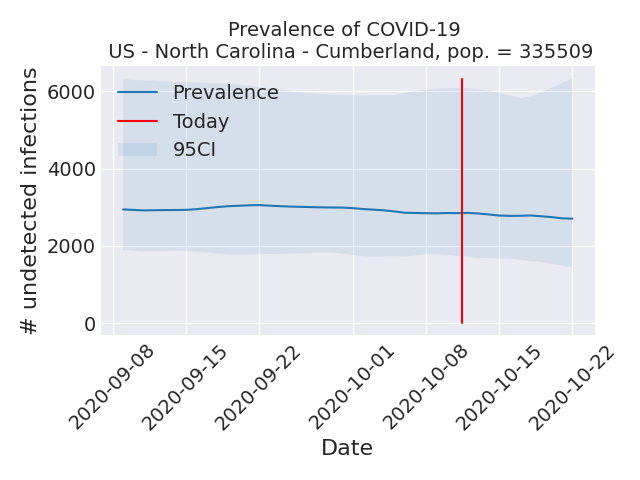 Prevalence of COVID-19
US - North Carolina - Cumberland, pop. = 335509
# undetected infections
6000
4000
2000
0
Prevalence
Today
95CI
2020-09-08
2020-09-15
2020-09-22
2020-10-01
2020-10-08
2020-10-15
2020-10-22
Date